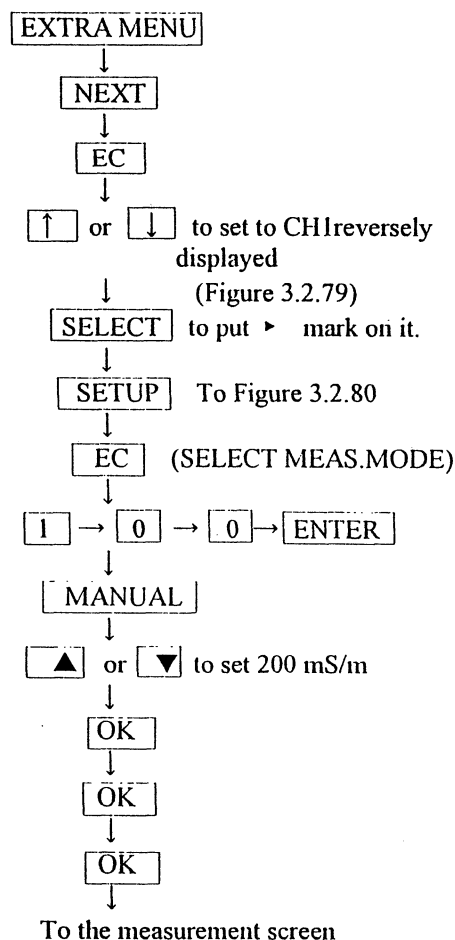 EXTRA MENU
↓
NEXT
↓
EC
↓
↑ or ↓ to set to CH1reversely
displayed
↓ (Figure 3.2.79)
SELECT to put ► mark on it.
↓
SETUP To Figure 3.2.80
↓
EC (SELECT MEAS.MODE)
↓
1 → 0 → 0 → ENTER
↓
MANUAL
↓
▲ or ▼ to set 200 mS/m
↓
OK
↓
OK
↓
OK
↓
To the measurement screen